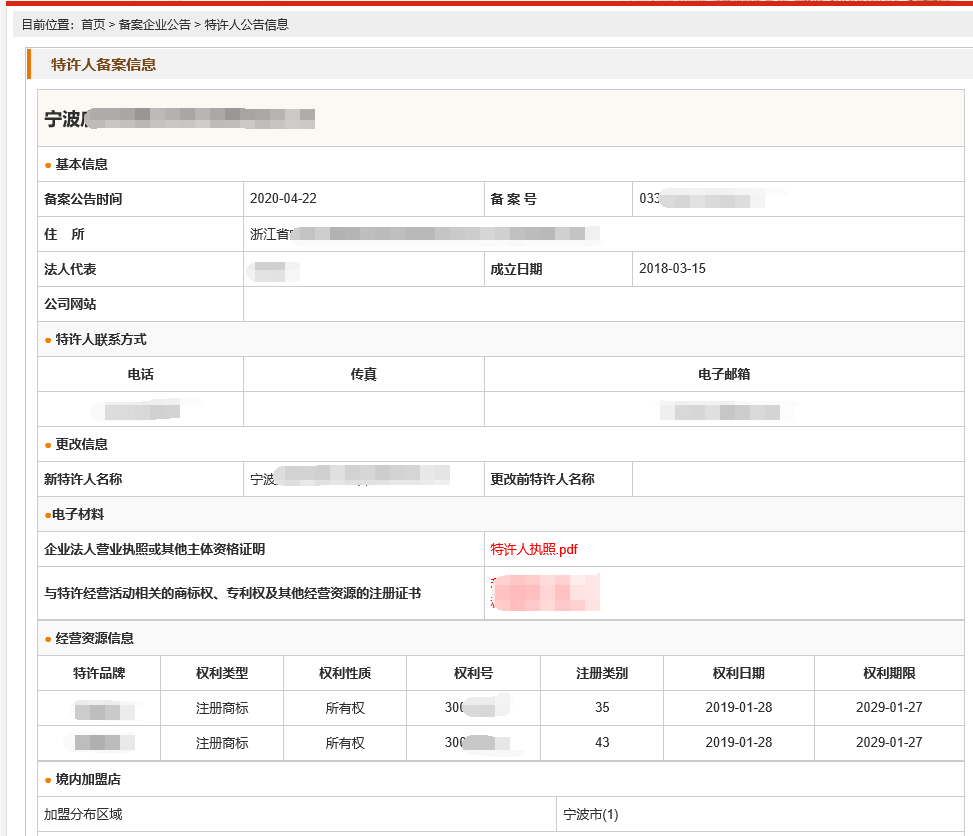 目前位置：首页 > 备案企业公告 > 特许人公告信息
特许人备案信息
宁波
基本信息
备案公告时间 2020-04-22 备 案 号 033
住 所 浙江省
法人代表 成立日期 2018-03-15
公司网站
特许人联系方式
电话 传真 电子邮箱
更改信息
新特许人名称 宁波 更改前特许人名称
电子材料
企业法人营业执照或其他主体资格证明 特许人执照.pdf
与特许经营活动相关的商标权、专利权及其他经营资源的注册证书
经营资源信息
特许品牌 权利类型 权利性质 权利号 注册类别 权利日期 权利期限
注册商标 所有权 300 35 2019-01-28 2029-01-27
注册商标 所有权 300 43 2019-01-28 2029-01-27
境内加盟店
加盟分布区域 宁波市(1)